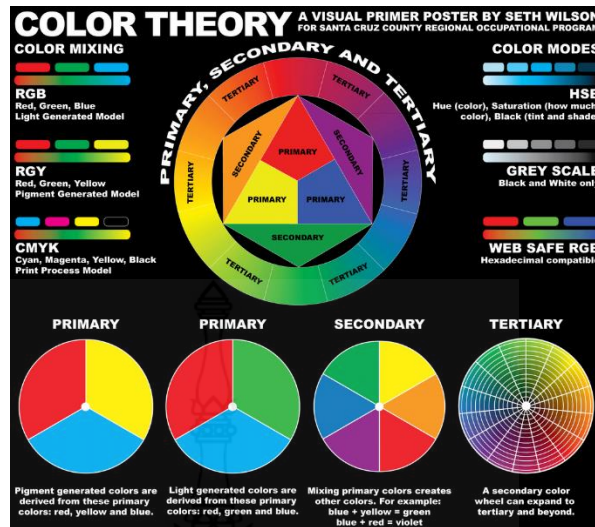 COLOR THEORY
A VISUAL PRIMER POSTER BY SETH WILSON
FOR SANTA CRUZ COUNTY REGIONAL OCCUPATIONAL PROGRAM
COLOR MIXING
RGB
Red, Green, Blue
Light Generated Model
RGY
Red, Green, Yellow
Pigment Generated Model
CMYK
Cyan, Magenta, Yellow, Black
Print Process Model
PRIMARY, SECONDARY AND TERTIARY
TERTIARY
TERTIARY
SECONDARY
PRIMARY
SECONDARY
TERTIARY
PRIMARY
PRIMARY
TERTIARY
SECONDARY
TERTIARY
TERTIARY
COLOR MODES
HSB
Hue (color), Saturation (how much
color), Black (tint and shade
GREY SCALE
Black and White only
WEB SAFE RGB
Hexadecimal compatible
PRIMARY
Pigment generated colors are
derived from these primary
colors: red, yellow and blue.
PRIMARY
Light generated colors are
derived from these primary
colors: red, green and blue.
SECONDARY
Mixing primary colors creates
other colors. For example:
blue + yellow = green
blue + red = violet
TERTIARY
A secondary color
wheel can expand to
tertiary and beyond.